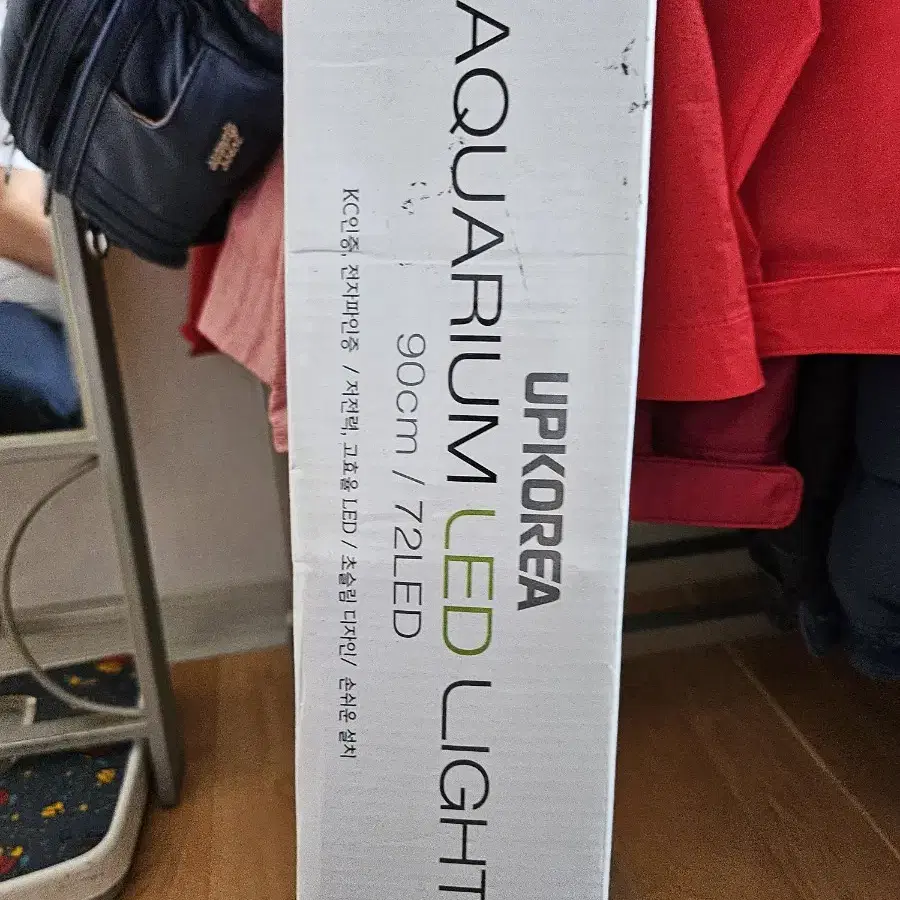 UPKOREA
AQUARIUM LED LIGHT
90cm / 72LED
KC인증, 전자파인증 / 저전력, 고효율 LED / 초슬림 디자인/ 손쉬운 설치